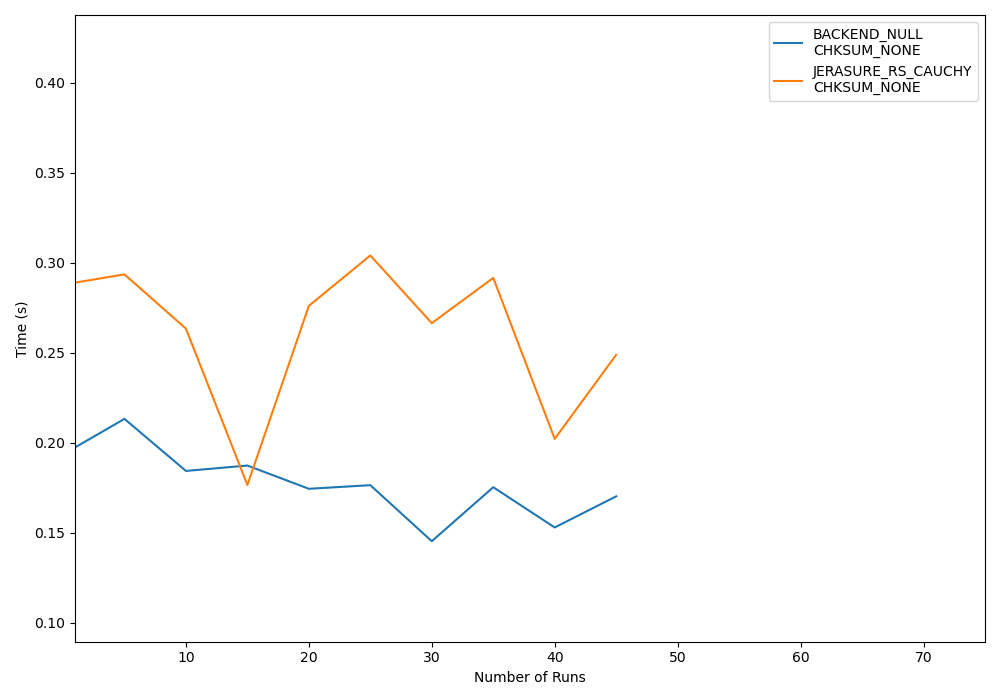 BACKEND_NULL
CHKSUM_NONE
JERASURE_RS_CAUCHY
CHKSUM_NONE
0.40
0.35
0.30
0.25
0.20
0.15
0.10
Time (s)
10 20 30 40 50 60 70
Number of Runs